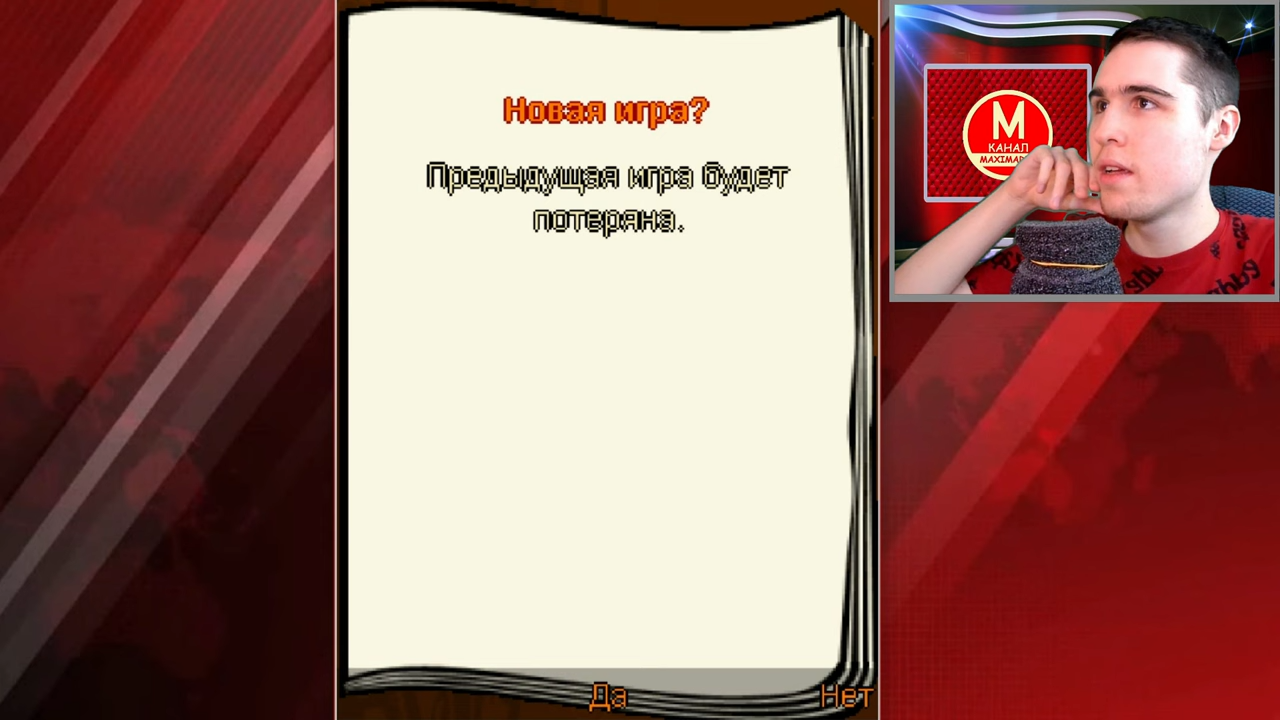 Новая игра?
Предыдущая игра будет
потеряна.
Да
Нет
М
КАНАЛ